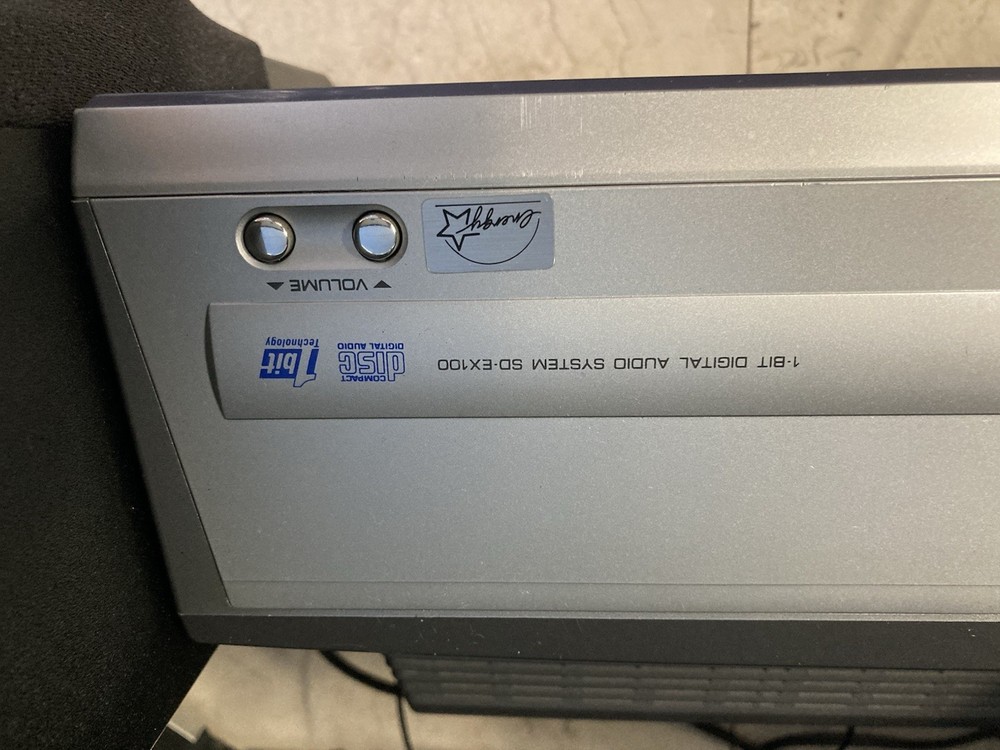 1-BIT DIGITAL AUDIO SYSTEM SD-EX100
COMPACT
disc
DIGITAL AUDIO
1bit
Technology
VOLUME
energy